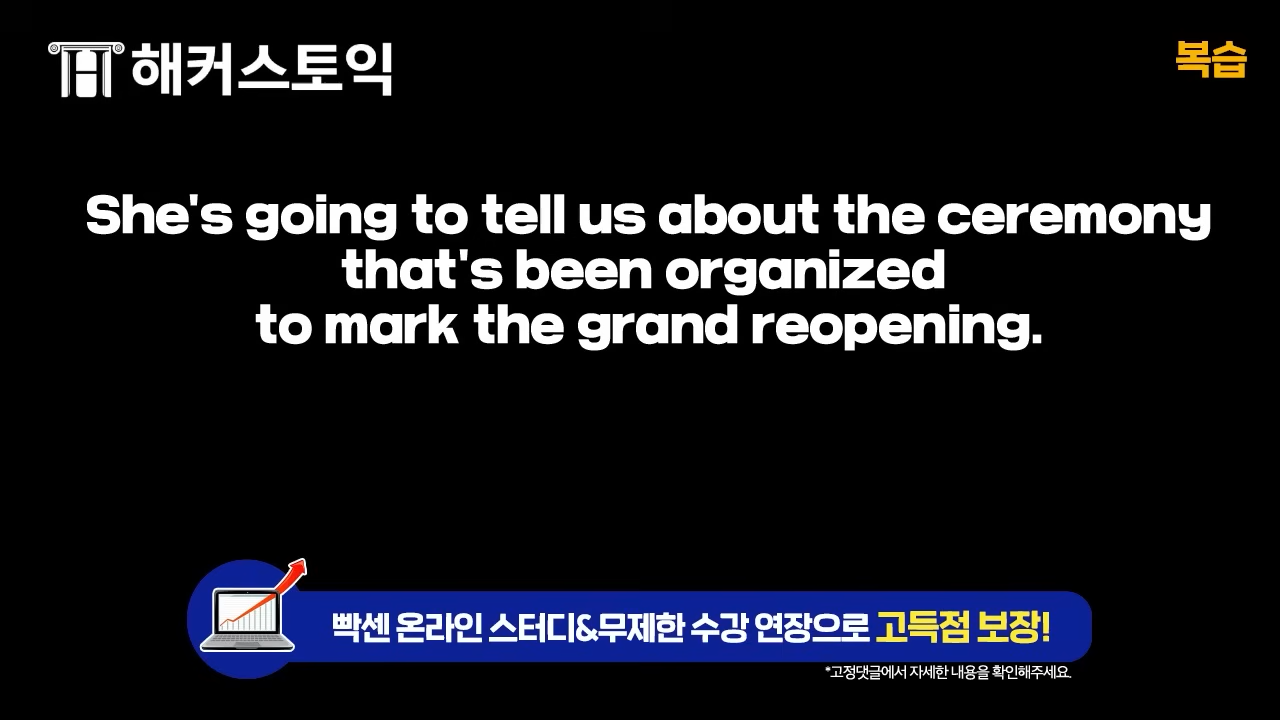 해커스토익
복습
She's going to tell us about the ceremony
that's been organized
to mark the grand reopening.
빡센 온라인 스터디&무제한 수강 연장으로 고득점 보장!
*고정댓글에서 자세한 내용을 확인해주세요.